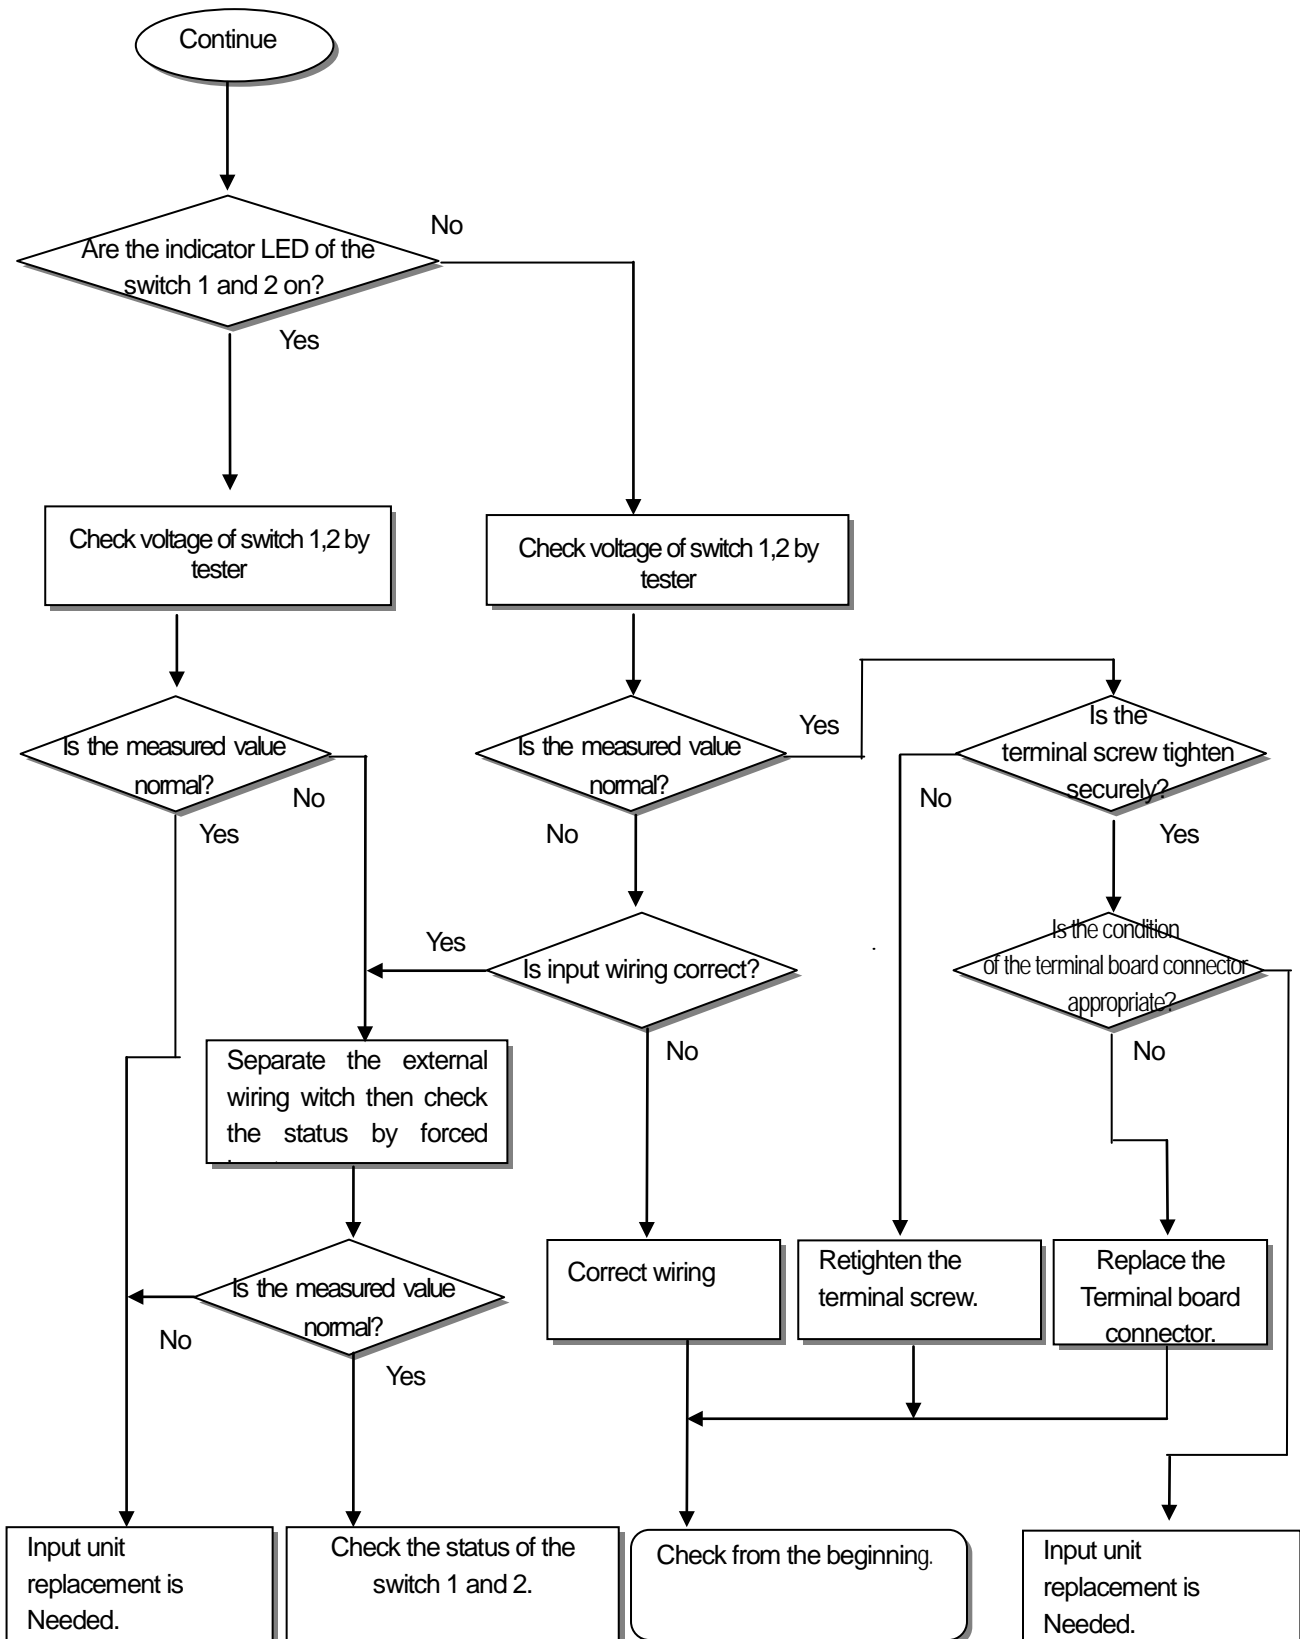 Continue
No
Are the indicator LED of the
switch 1 and 2 on?
Yes
Check voltage of switch 1,2 by
tester
Check voltage of switch 1,2 by
tester
Is the measured value
normal?
No
Yes
Is the measured value
normal?
Yes
No
Is the
terminal screw tighten
securely?
No
Yes
Yes
Is input wiring correct?
No
Is the condition
of the terminal board connector
appropriate?
No
Separate the external
wiring witch then check
the status by forced
Is the measured value
normal?
No
Yes
Correct wiring
Retighten the
terminal screw.
Replace the
Terminal board
connector.
Input unit
replacement is
Needed.
Check the status of the
switch 1 and 2.
Check from the beginning.
Input unit
replacement is
Needed.